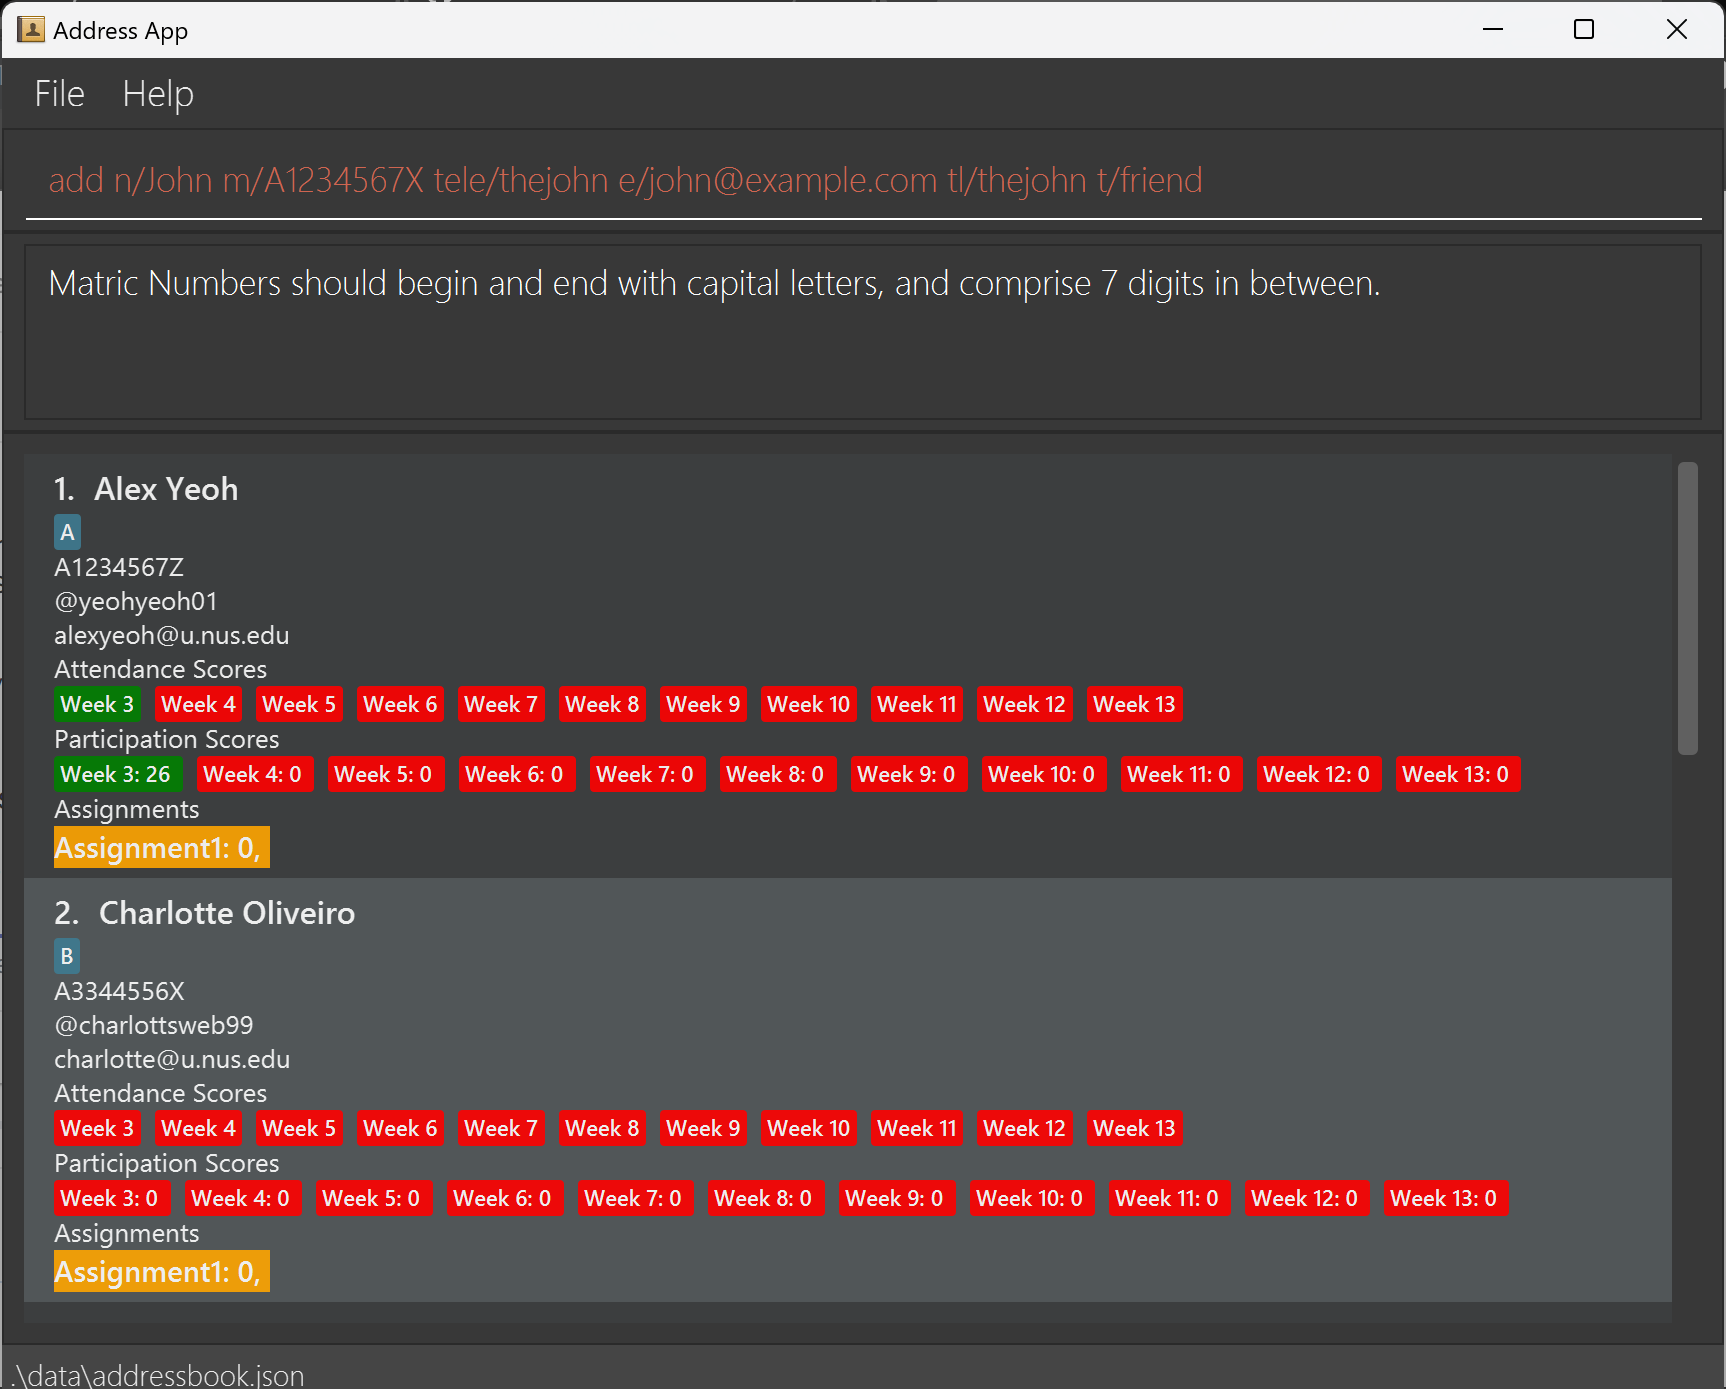 Address App
File Help
add n/John m/A1234567X tele/thejohn e/john@example.com tl/thejohn t/friend
Matric Numbers should begin and end with capital letters, and comprise 7 digits in between.
1. Alex Yeoh
A
A1234567Z
@yeohyeoh01
alexyeoh@u.nus.edu
Attendance Scores
Week 3 Week 4 Week 5 Week 6 Week 7 Week 8 Week 9 Week 10 Week 11 Week 12 Week 13
Participation Scores
Week 3: 26 Week 4: 0 Week 5: 0 Week 6: 0 Week 7: 0 Week 8: 0 Week 9: 0 Week 10: 0 Week 11: 0 Week 12: 0 Week 13: 0
Assignments
Assignment1: 0,
2. Charlotte Oliveiro
B
A3344556X
@charlottsweb99
charlotte@u.nus.edu
Attendance Scores
Week 3 Week 4 Week 5 Week 6 Week 7 Week 8 Week 9 Week 10 Week 11 Week 12 Week 13
Participation Scores
Week 3: 0 Week 4: 0 Week 5: 0 Week 6: 0 Week 7: 0 Week 8: 0 Week 9: 0 Week 10: 0 Week 11: 0 Week 12: 0 Week 13: 0
Assignments
Assignment1: 0,
.\data\addressbook.json